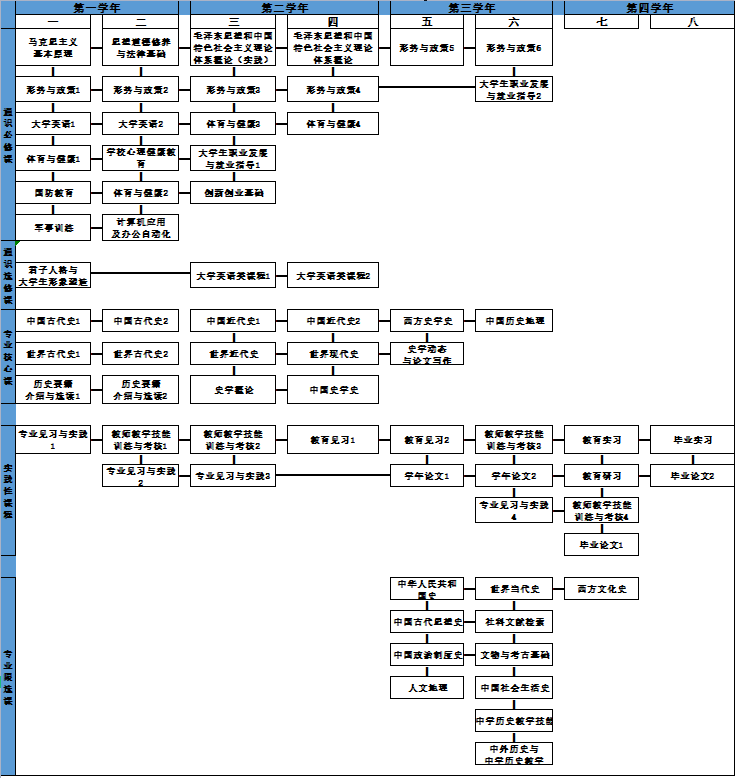 第一学年 第二学年 第三学年 第四学年
一 二 三 四 五 六 七 八
通识必修课
马克思主义
基本原理
思想道德修养
与法律基础
毛泽东思想和中国
特色社会主义理论
体系概论（实践）
毛泽东思想和中国
特色社会主义理论
体系概论
形势与政策5
形势与政策6
形势与政策1
形势与政策2
形势与政策3
形势与政策4
大学生职业发展
与就业指导2
大学英语1
大学英语2
体育与健康3
体育与健康4
体育与健康1
学校心理健康教
育
大学生职业发展
与就业指导1
国防教育
体育与健康2
创新创业基础
军事训练
计算机应用
及办公自动化
通识选修课
君子人格与
大学生形象塑造
大学英语类课程1
大学英语类课程2
专业核心课
中国古代史1
中国古代史2
中国近代史1
中国近代史2
西方史学史
中国历史地理
世界古代史1
世界古代史2
世界近代史
世界现代史
史学动态
与论文写作
历史要籍
介绍与选读1
历史要籍
介绍与选读2
史学概论
中国史学史
实践性课程
专业见习与实践
1
教师教学技能
训练与考核1
教师教学技能
训练与考核2
教育见习1
教育见习2
教师教学技能
训练与考核3
教育实习
毕业实习
专业见习与实践
2
专业见习与实践3
学年论文1
学年论文2
教育研习
毕业论文2
专业见习与实践
4
教师教学技能
训练与考核4
毕业论文1
专业限选课
中华人民共和
国史
世界当代史
西方文化史
中国古代思想史
社科文献检索
中国政治制度史
文物与考古基础
人文地理
中国社会生活史
中学历史教学技能
中外历史与
中学历史教学